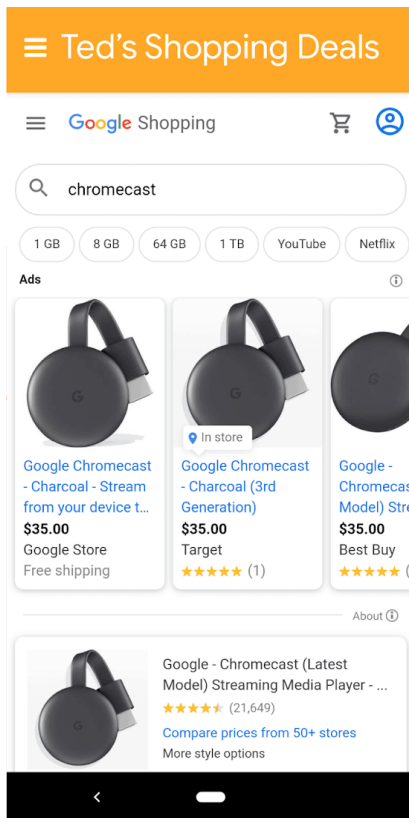 Ted's Shopping Deals
Google Shopping
chromecast
1 GB
8 GB
64 GB
1 TB
YouTube
Netflix
Ads
In store
Google Chromecast
- Charcoal - Stream
from your device t...
$35.00
Google Store
Free shipping
Google Chromecast
- Charcoal (3rd
Generation)
$35.00
Target
(1)
Google -
Chromecas
Model) Stre
$35.00
Best Buy
(
About
Google - Chromecast (Latest
Model) Streaming Media Player - ...
(21,649)
Compare prices from 50+ stores
More style options